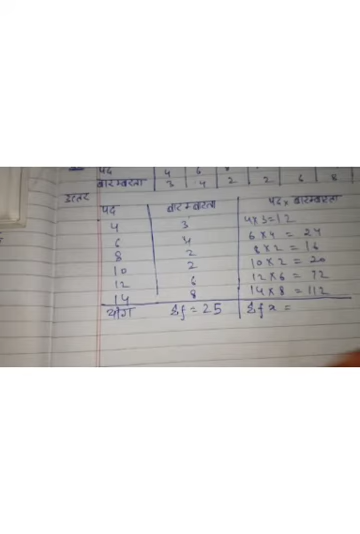 पद 4 6
बारम्बारता 3 4 2 2 6 8
उत्तर
पद बारम्बारता पद x बारम्बारता
4 3 4x3=12
6 4 6x4 = 24
8 2 8x2 = 16
10 2 10x2 = 20
12 6 12x6 = 72
14 8 14x8 = 112
योग Σf = 25 Σfx =